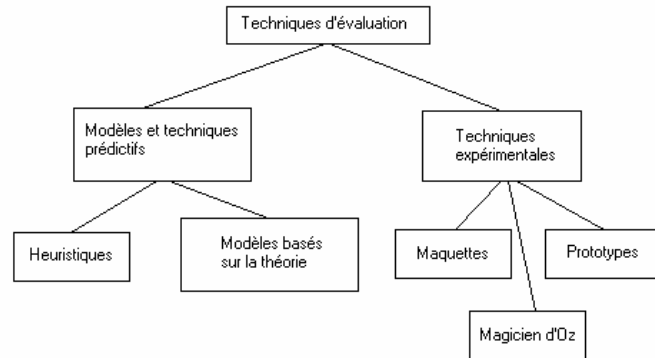 Techniques d'évaluation
Modèles et techniques
prédictifs
Techniques
expérimentales
Heuristiques
Modèles basés
sur la théorie
Maquettes
Prototypes
Magicien d'Oz